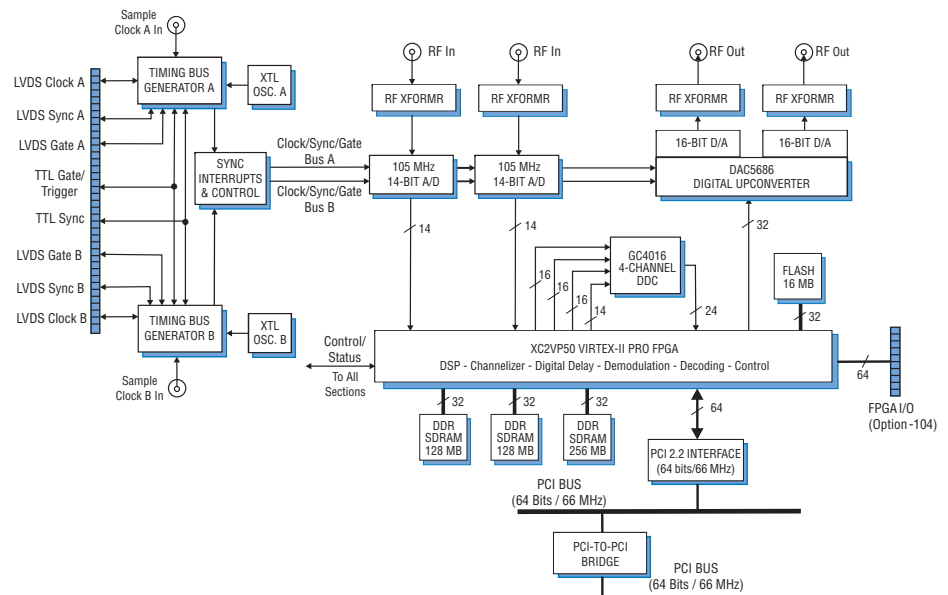 Sample
Clock A In
RF In
RF In
RF Out
RF Out
LVDS Clock A
TIMING BUS
GENERATOR A
XTL
OSC. A
RF XFORMR
RF XFORMR
RF XFORMR
RF XFORMR
LVDS Sync A
LVDS Gate A
16-BIT D/A
16-BIT D/A
SYNC
INTERRUPTS
& CONTROL
Clock/Sync/Gate
Bus A
Clock/Sync/Gate
Bus B
105 MHz
14-BIT A/D
105 MHz
14-BIT A/D
DAC5686
DIGITAL UPCONVERTER
TTL Gate/
Trigger
TTL Sync
14
14
32
LVDS Gate B
16
16
16
14
GC4016
4-CHANNEL
DDC
24
FLASH
16 MB
32
LVDS Sync B
LVDS Clock B
TIMING BUS
GENERATOR B
XTL
OSC. B
Control/
Status
To All
Sections
XC2VP50 VIRTEX-II PRO FPGA
DSP - Channelizer - Digital Delay - Demodulation - Decoding - Control
64
Sample
Clock B In
FPGA I/O
(Option -104)
32
32
32
64
DDR
SDRAM
128 MB
DDR
SDRAM
128 MB
DDR
SDRAM
256 MB
PCI 2.2 INTERFACE
(64 bits/66 MHz)
PCI BUS
(64 Bits / 66 MHz)
PCI-TO-PCI
BRIDGE
PCI BUS
(64 Bits / 66 MHz)